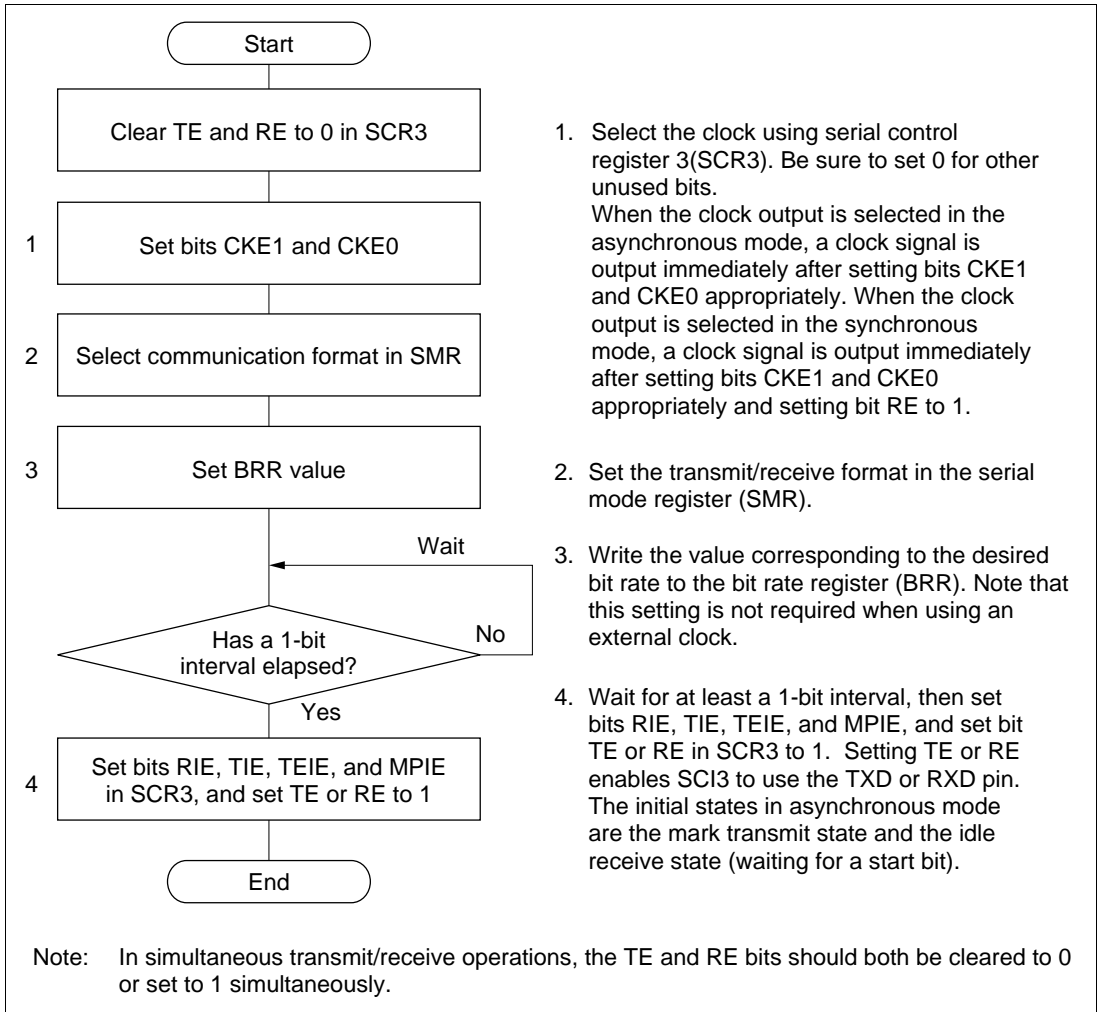 Start
Clear TE and RE to 0 in SCR3
1
Set bits CKE1 and CKE0
2
Select communication format in SMR
3
Set BRR value
Wait
Has a 1-bit
interval elapsed?
No
Yes
4
Set bits RIE, TIE, TEIE, and MPIE
in SCR3, and set TE or RE to 1
End
1. Select the clock using serial control
register 3(SCR3). Be sure to set 0 for other
unused bits.
When the clock output is selected in the
asynchronous mode, a clock signal is
output immediately after setting bits CKE1
and CKE0 appropriately. When the clock
output is selected in the synchronous
mode, a clock signal is output immediately
after setting bits CKE1 and CKE0
appropriately and setting bit RE to 1.
2. Set the transmit/receive format in the serial
mode register (SMR).
3. Write the value corresponding to the desired
bit rate to the bit rate register (BRR). Note that
this setting is not required when using an
external clock.
4. Wait for at least a 1-bit interval, then set
bits RIE, TIE, TEIE, and MPIE, and set bit
TE or RE in SCR3 to 1. Setting TE or RE
enables SCI3 to use the TXD or RXD pin.
The initial states in asynchronous mode
are the mark transmit state and the idle
receive state (waiting for a start bit).
Note: In simultaneous transmit/receive operations, the TE and RE bits should both be cleared to 0
or set to 1 simultaneously.